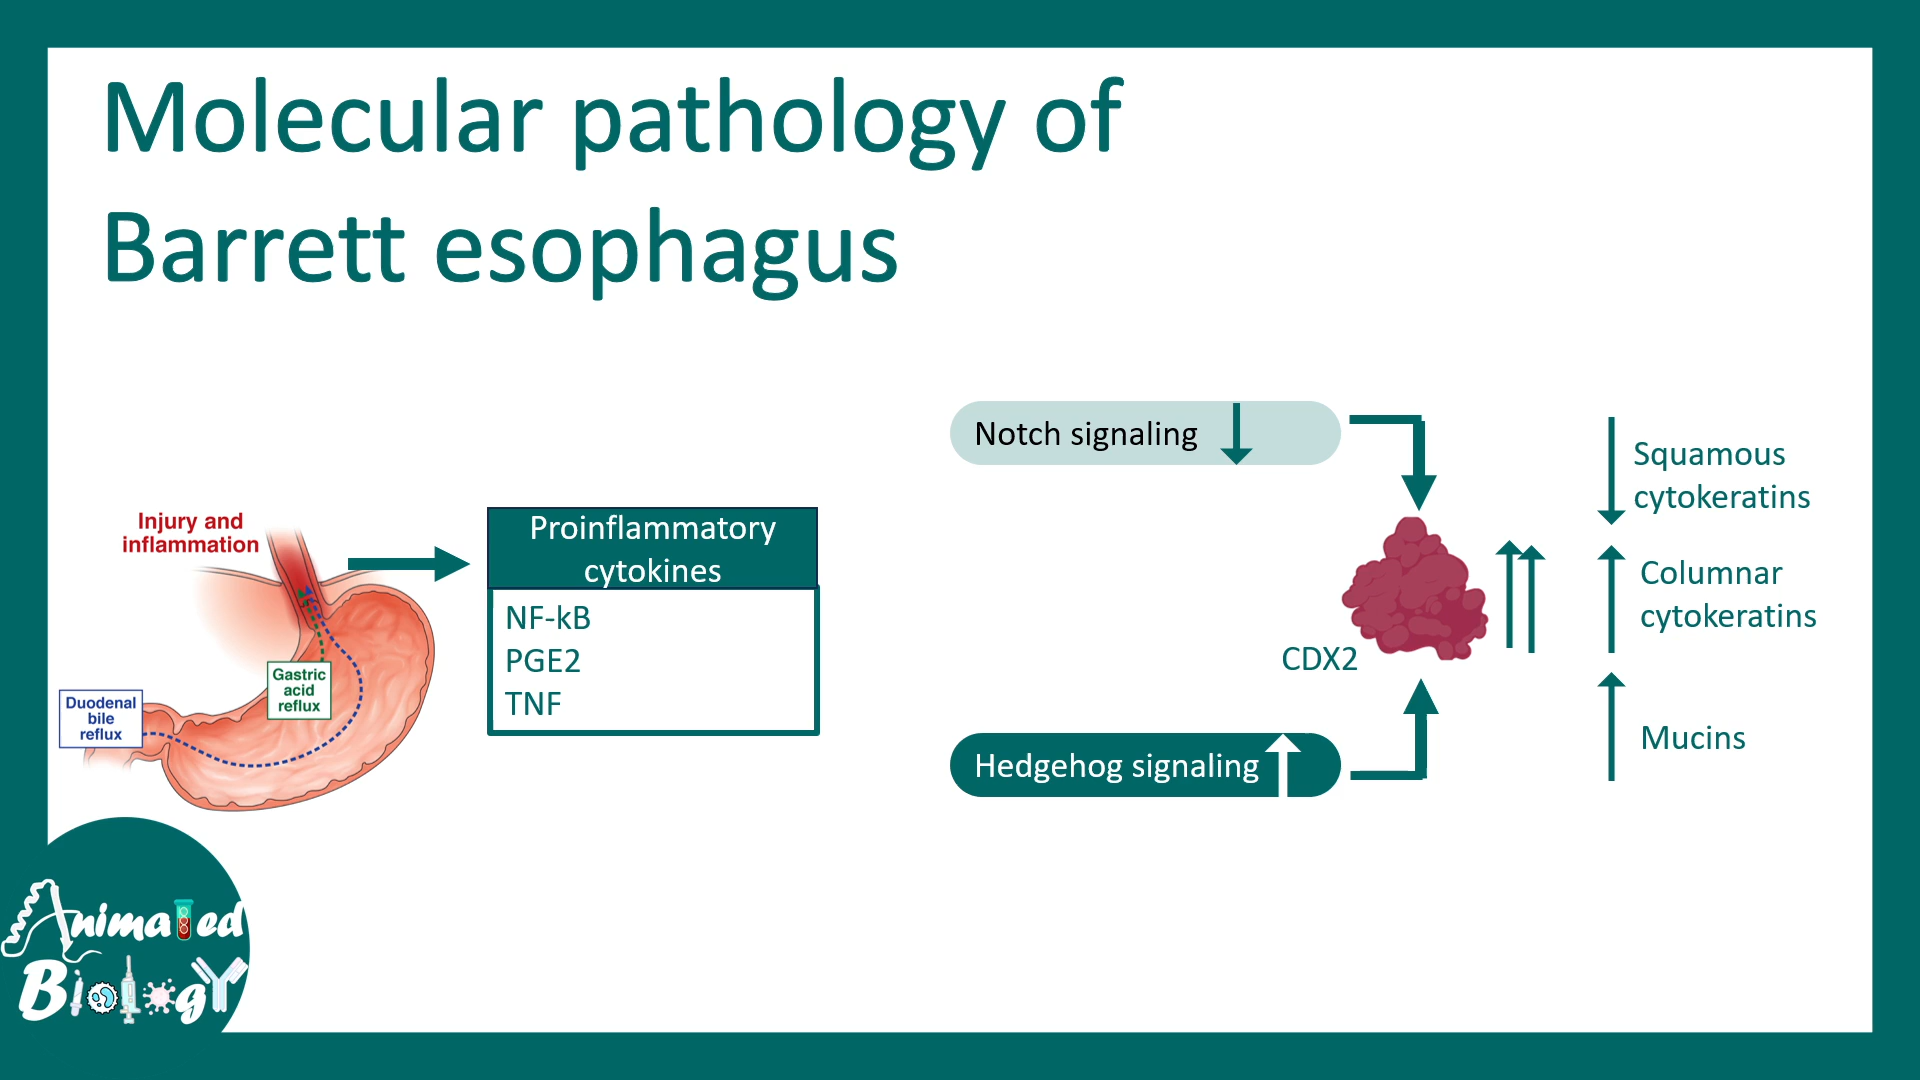 Molecular pathology of
Barrett esophagus
Injury and
inflammation
Gastric
acid
reflux
Duodenal
bile
reflux
Proinflammatory
cytokines
NF-kB
PGE2
TNF
Notch signaling
CDX2
Hedgehog signaling
Squamous
cytokeratins
Columnar
cytokeratins
Mucins
Animated
Biology